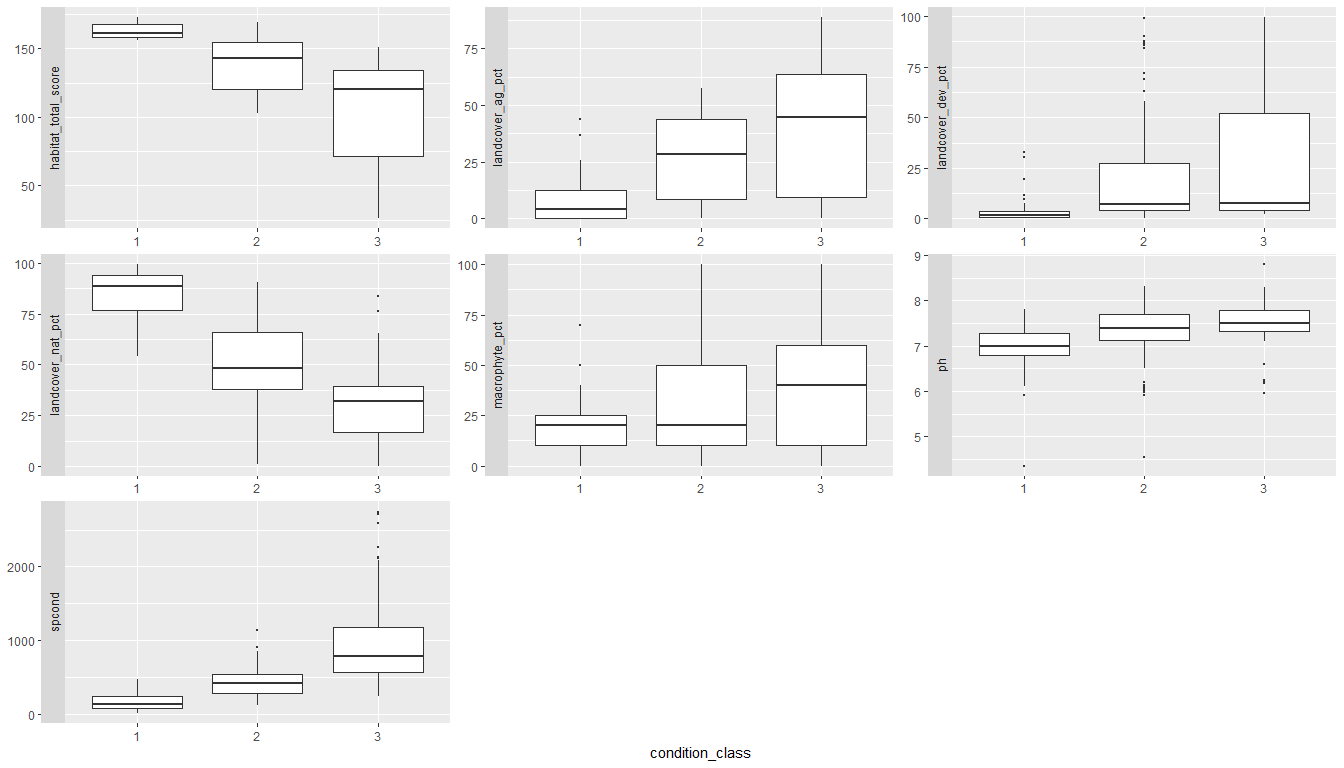 habitat_total_score
150
100
50
1 2 3
landcover_ag_pct
75
50
25
0
1 2 3
landcover_dev_pct
100
75
50
25
0
1 2 3
landcover_nat_pct
100
75
50
25
0
1 2 3
macrophyte_pct
100
75
50
25
0
1 2 3
ph
9
8
7
6
5
1 2 3
spcond
2000
1000
0
1 2 3
condition_class